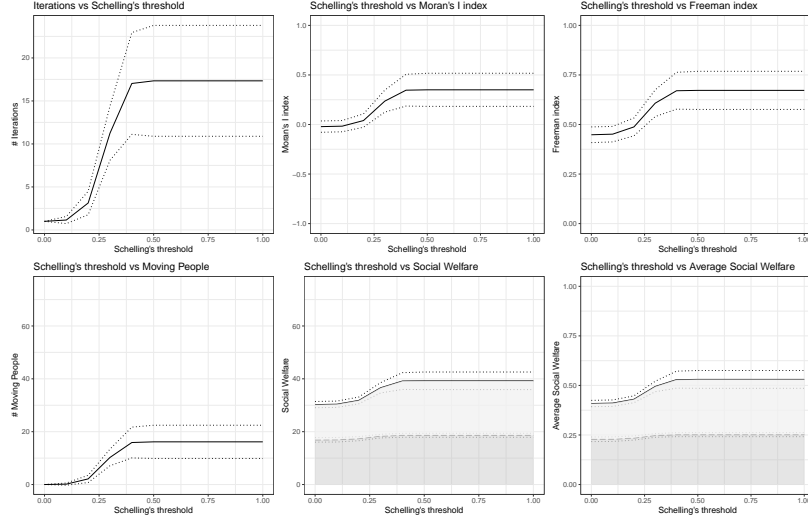 Iterations vs Schelling's threshold
# Iterations
20
15
10
5
0
0.00 0.25 0.50 0.75 1.00
Schelling's threshold
Schelling's threshold vs Moran's I index
Moran's I index
1.0
0.5
0.0
−0.5
−1.0
0.00 0.25 0.50 0.75 1.00
Schelling's threshold
Schelling's threshold vs Freeman index
Freeman index
1.00
0.75
0.50
0.25
0.00
0.00 0.25 0.50 0.75 1.00
Schelling's threshold
Schelling's threshold vs Moving People
# Moving People
60
40
20
0
0.00 0.25 0.50 0.75 1.00
Schelling's threshold
Schelling's threshold vs Social Welfare
Social Welfare
60
40
20
0
0.00 0.25 0.50 0.75 1.00
Schelling's threshold
Schelling's threshold vs Average Social Welfare
Average Social Welfare
1.00
0.75
0.50
0.25
0.00
0.00 0.25 0.50 0.75 1.00
Schelling's threshold